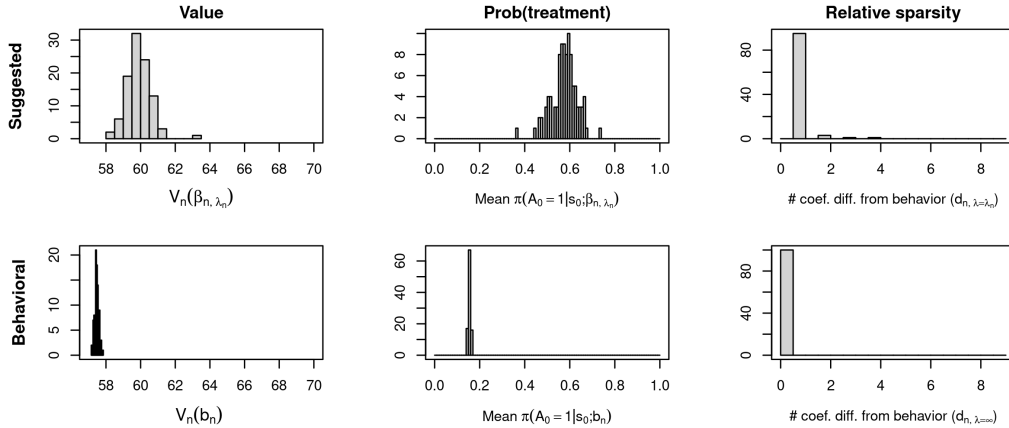 Value Prob(treatment) Relative sparsity
Suggested
0 10 20 30
58 60 62 64 66 68 70
Vn(βn, λn)
0 2 4 6 8
0.0 0.2 0.4 0.6 0.8 1.0
Mean π(A0 = 1|s0;βn, λn)
0 40 80
0 2 4 6 8
# coef. diff. from behavior (dn, λ=λn)
Behavioral
0 5 10 20
58 60 62 64 66 68 70
Vn(bn)
0 20 40 60
0.0 0.2 0.4 0.6 0.8 1.0
Mean π(A0 = 1|s0;bn)
0 40 80
0 2 4 6 8
# coef. diff. from behavior (dn, λ=∞)